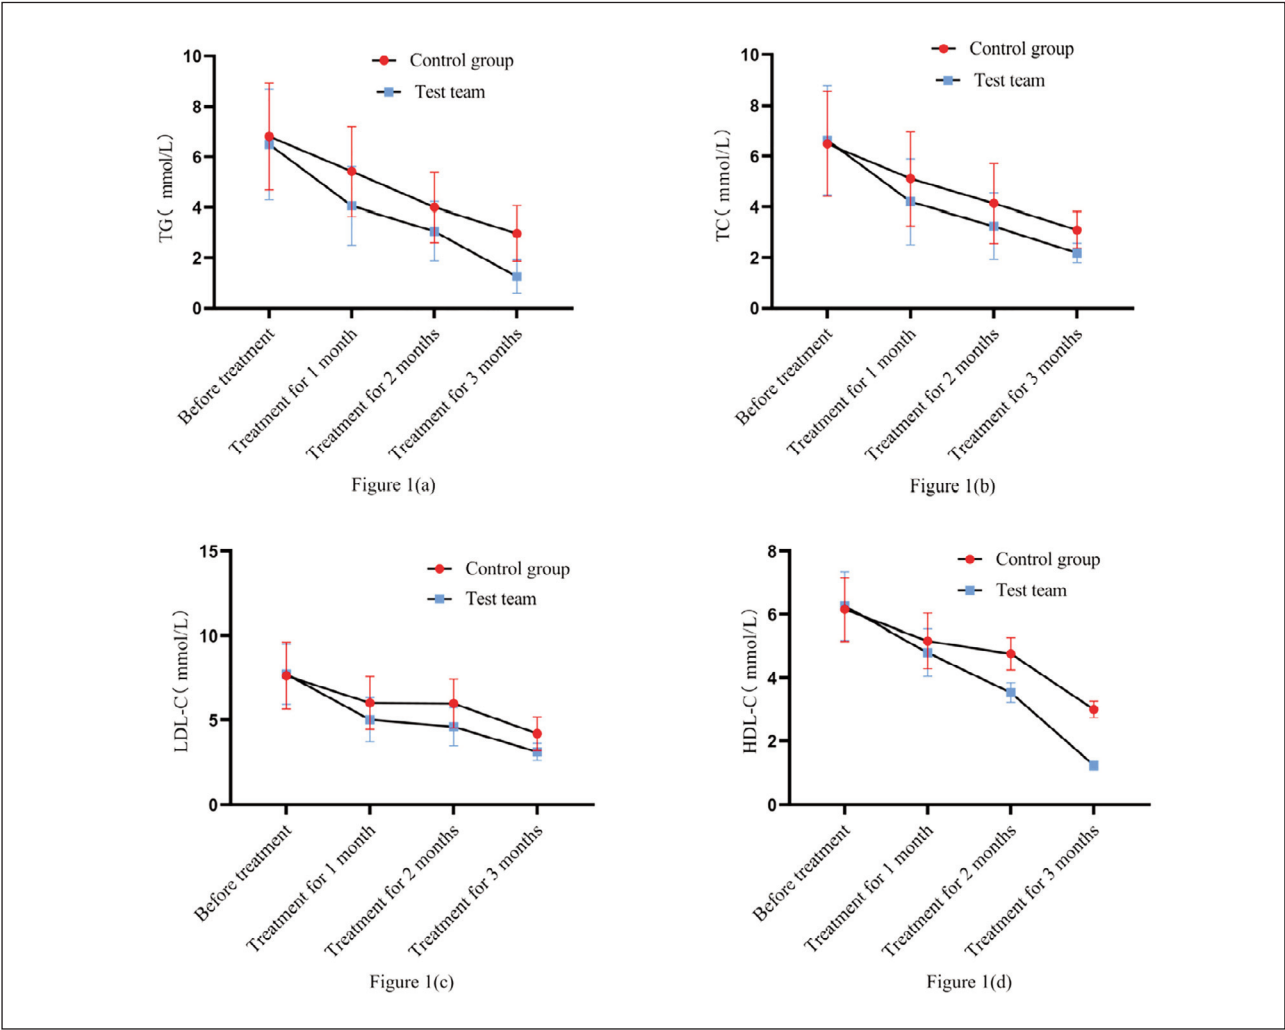 Control group
Test team
10
8
6
4
2
0
TG( mmol/L)
Before treatment
Treatment for 1 month
Treatment for 2 months
Treatment for 3 months
Figure 1(a)
Control group
Test team
10
8
6
4
2
0
TC( mmol/L)
Before treatment
Treatment for 1 month
Treatment for 2 months
Treatment for 3 months
Figure 1(b)
Control group
Test team
15
10
5
0
LDL-C( mmol/L)
Before treatment
Treatment for 1 month
Treatment for 2 months
Treatment for 3 months
Figure 1(c)
Control group
Test team
8
6
4
2
0
HDL-C( mmol/L)
Before treatment
Treatment for 1 month
Treatment for 2 months
Treatment for 3 months
Figure 1(d)